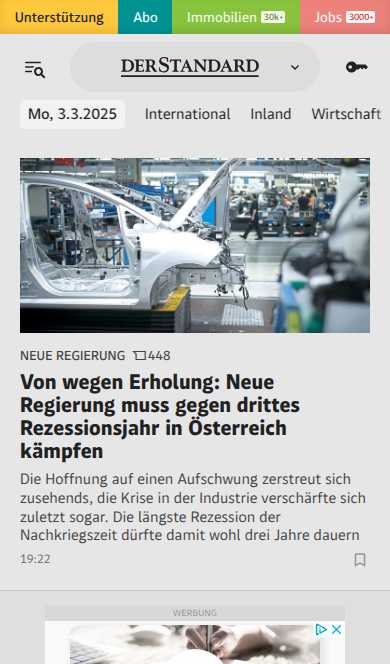 Unterstützung Abo Immobilien 30k+ Jobs 3000+
DERSTANDARD
Mo, 3.3.2025 International Inland Wirtschaft
NEUE REGIERUNG 448
Von wegen Erholung: Neue
Regierung muss gegen drittes
Rezessionsjahr in Österreich
kämpfen
Die Hoffnung auf einen Aufschwung zerstreut sich
zusehends, die Krise in der Industrie verschärfte sich
zuletzt sogar. Die längste Rezession der
Nachkriegszeit dürfte damit wohl drei Jahre dauern
19:22
WERBUNG